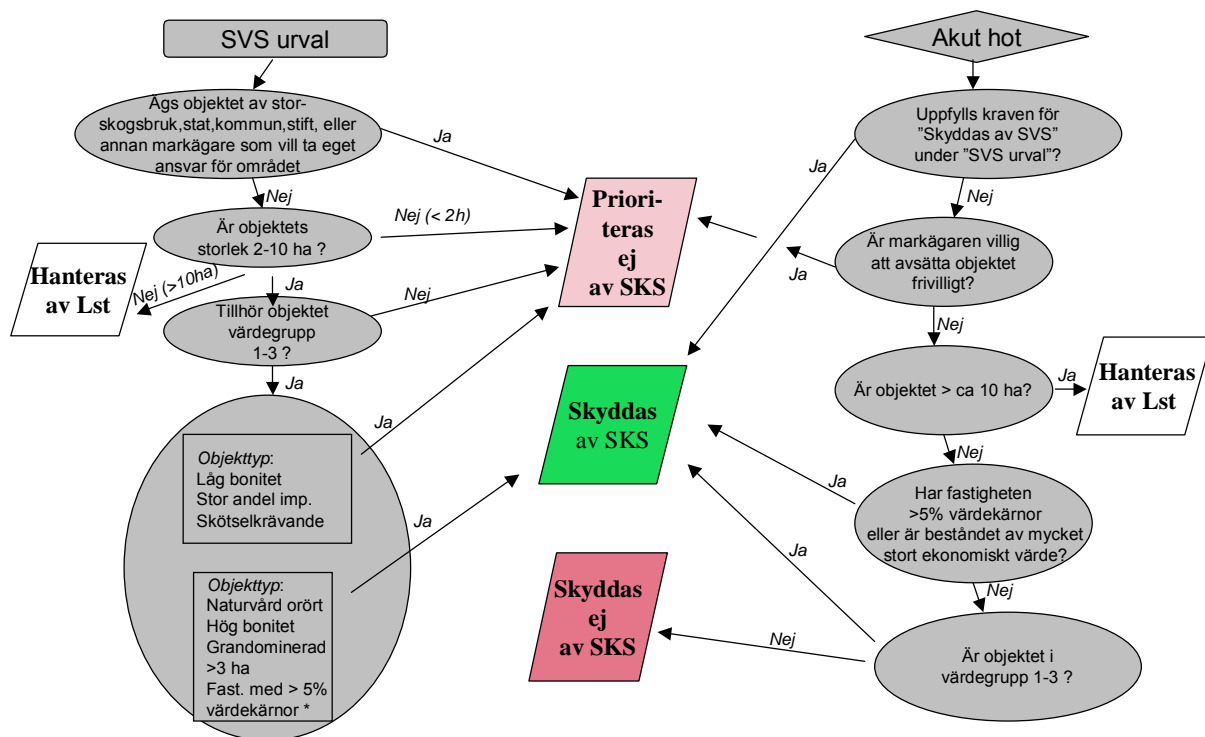 SVS urval
Ägs objektet av stor-
skogsbruk,stat,kommun,stift, eller
annan markägare som vill ta eget
ansvar för området
Ja
Nej
Är objektets
storlek 2-10 ha ?
Nej (< 2h)
Nej (>10ha)
Hanteras
av Lst
Ja
Nej
Tillhör objektet
värdegrupp
1-3 ?
Ja
Objekttyp:
Låg bonitet
Stor andel imp.
Skötselkrävande
Ja
Objekttyp:
Naturvård orört
Hög bonitet
Grandominerad
>3 ha
Fast. med > 5%
värdekärnor *
Ja
Priori-
teras
ej
av SKS
Skyddas
av SKS
Skyddas
ej
av SKS
Akut hot
Uppfylls kraven för
”Skyddas av SVS”
under ”SVS urval”?
Ja
Nej
Är markägaren villig
att avsätta objektet
frivilligt?
Ja
Nej
Är objektet > ca 10 ha?
Ja
Hanteras
av Lst
Nej
Har fastigheten
>5% värdekärnor
eller är beståndet av mycket
stort ekonomiskt värde?
Ja
Nej
Är objektet i
värdegrupp 1-3 ?
Ja
Nej